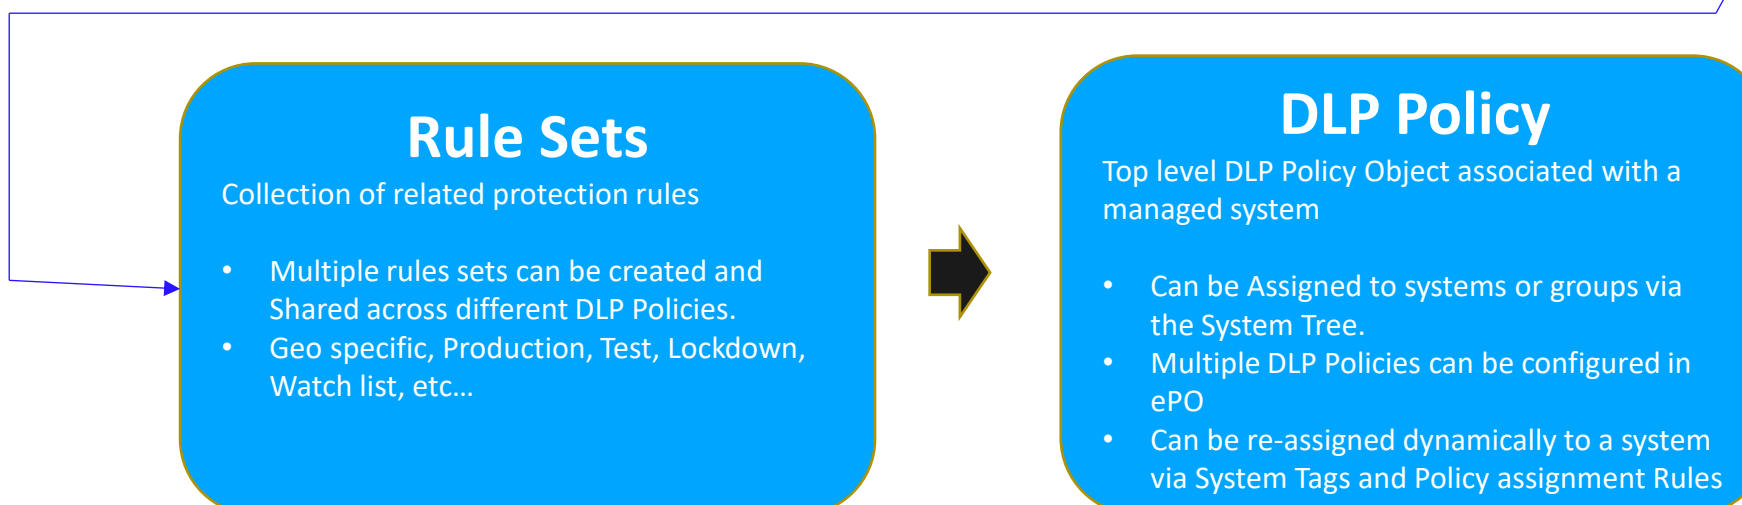 Rule Sets
Collection of related protection rules
• Multiple rules sets can be created and
Shared across different DLP Policies.
• Geo specific, Production, Test, Lockdown,
Watch list, etc...
DLP Policy
Top level DLP Policy Object associated with a
managed system
• Can be Assigned to systems or groups via
the System Tree.
• Multiple DLP Policies can be configured in
ePO
• Can be re-assigned dynamically to a system
via System Tags and Policy assignment Rules